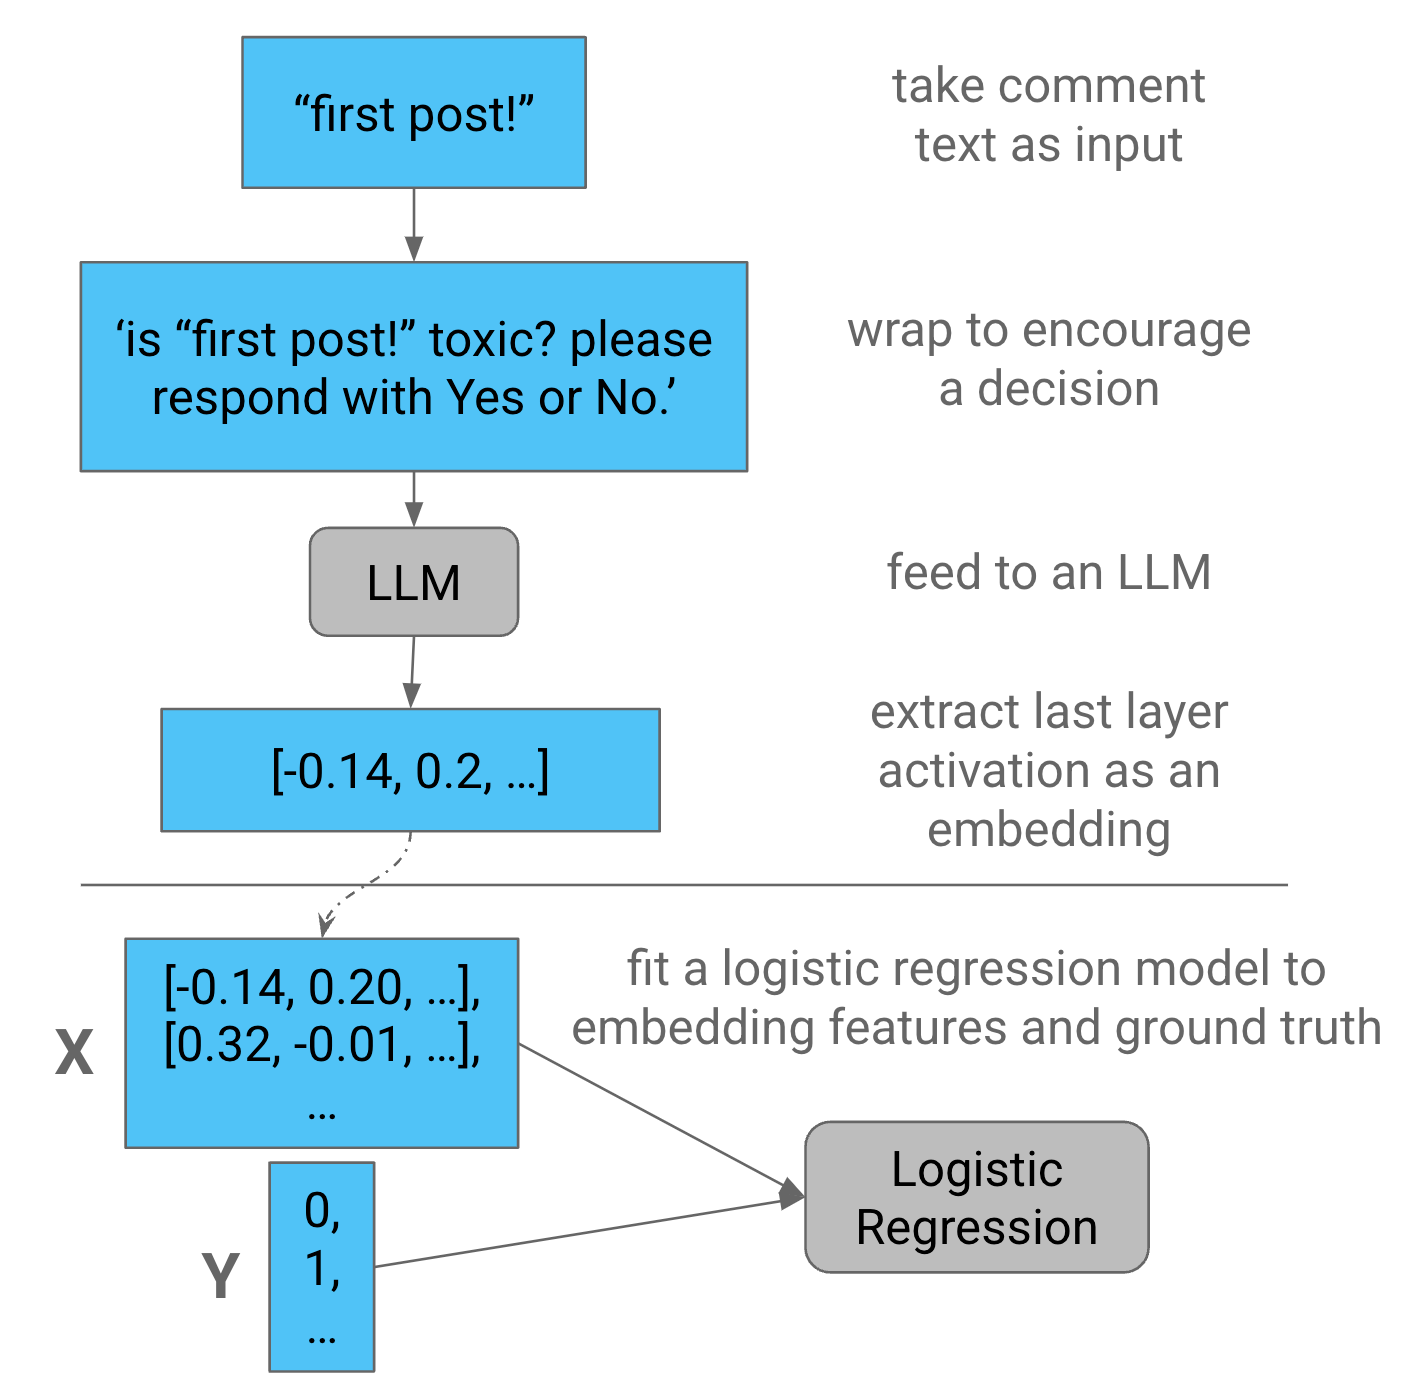 “first post!”
take comment
text as input
‘is “first post!” toxic? please
respond with Yes or No.’
wrap to encourage
a decision
LLM
feed to an LLM
[-0.14, 0.2, …]
extract last layer
activation as an
embedding
X
[-0.14, 0.20, …],
[0.32, -0.01, …],
…
fit a logistic regression model to
embedding features and ground truth
Y
0,
1,
…
Logistic
Regression